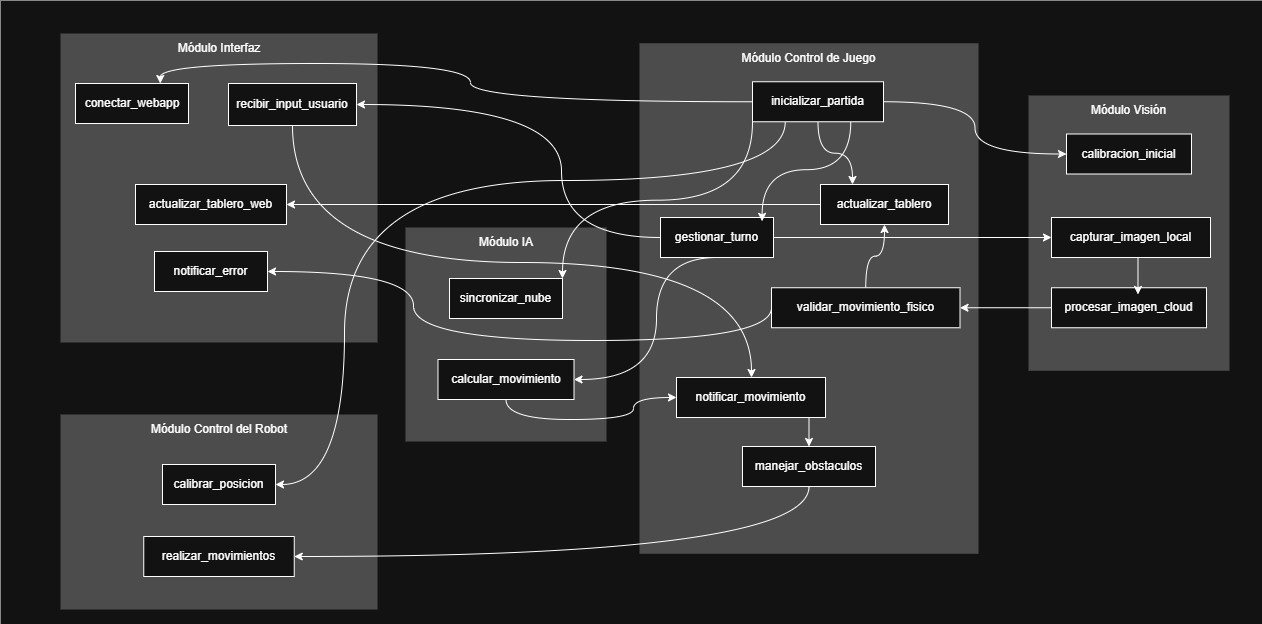 Módulo Interfaz
conectar_webapp
recibir_input_usuario
actualizar_tablero_web
notificar_error
Módulo Control del Robot
calibrar_posicion
realizar_movimientos
Módulo IA
sincronizar_nube
calcular_movimiento
Módulo Control de Juego
inicializar_partida
actualizar_tablero
gestionar_turno
validar_movimiento_fisico
notificar_movimiento
manejar_obstaculos
Módulo Visión
calibracion_inicial
capturar_imagen_local
procesar_imagen_cloud